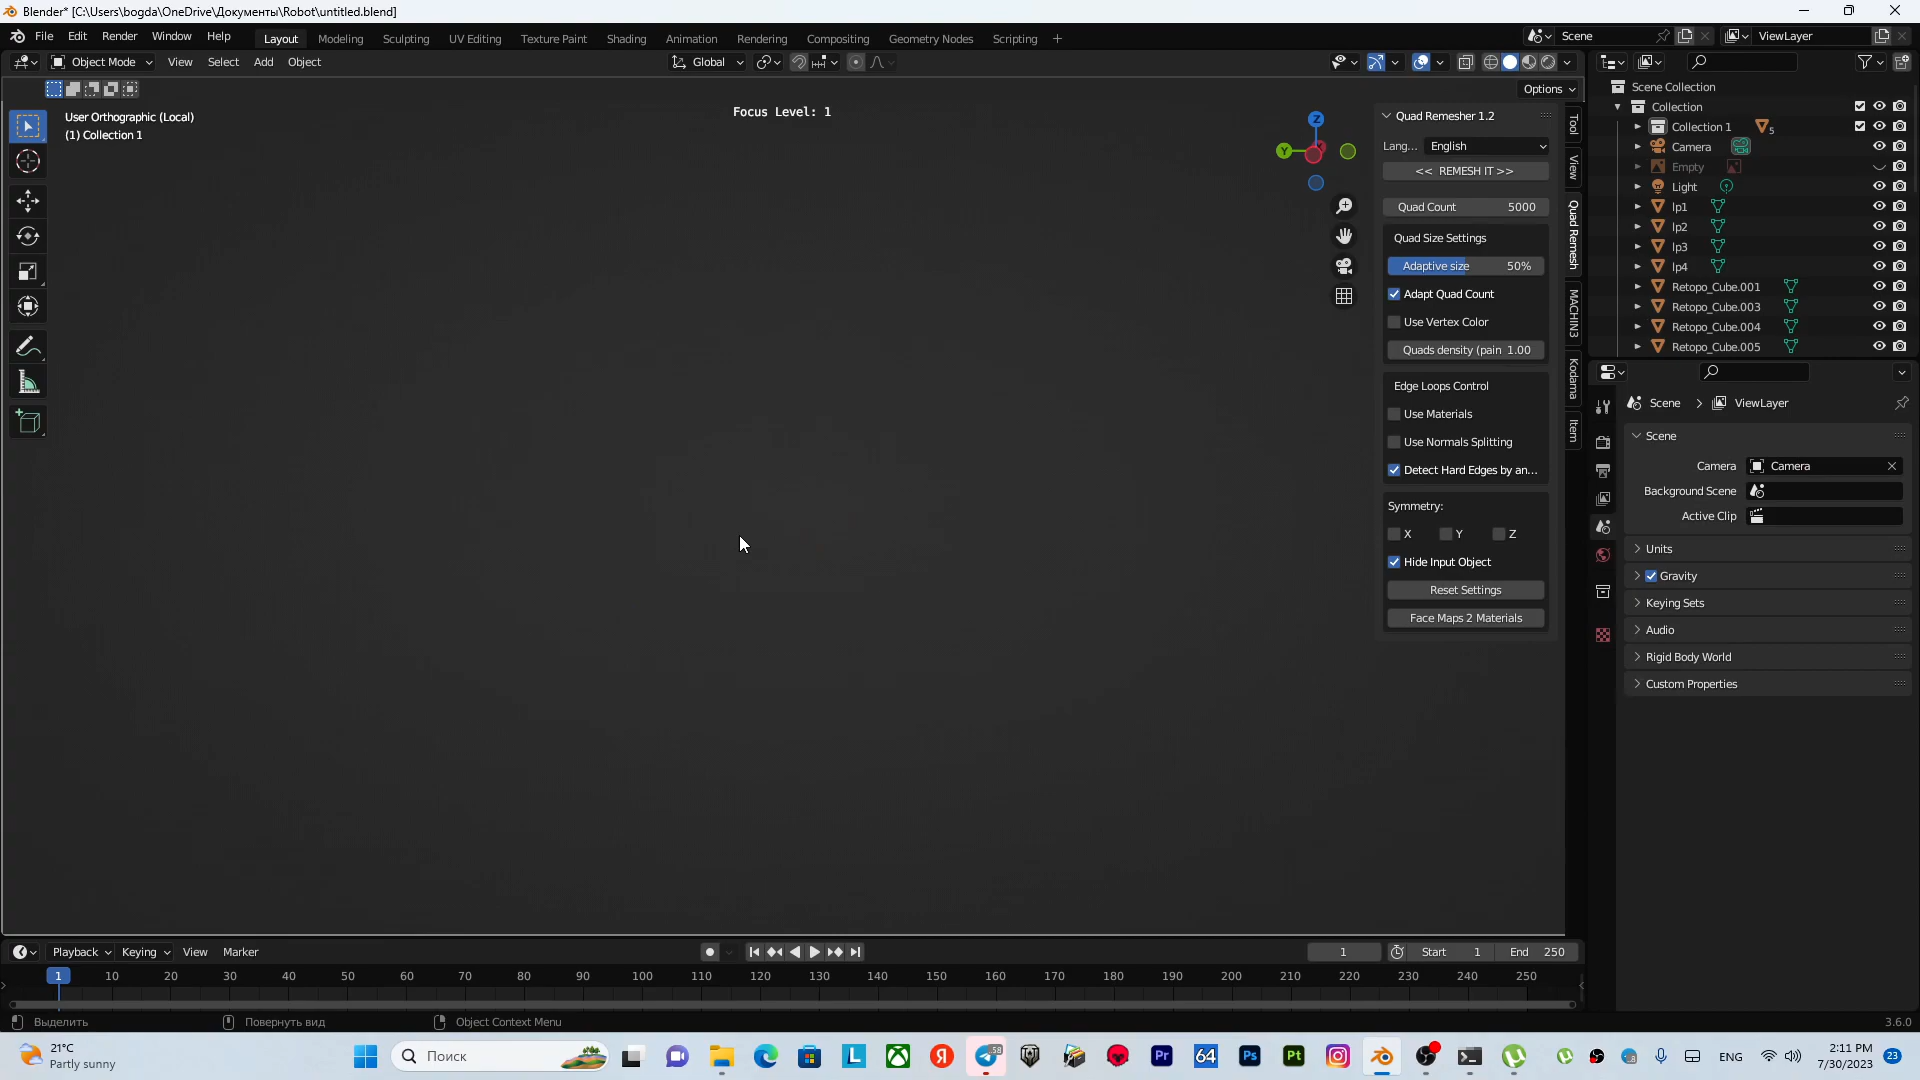 Blender* [C:\Users\bogda\OneDrive\Документы\Robot\untitled.blend]
File Edit Render Window Help Layout Modeling Sculpting UV Editing Texture Paint Shading Animation Rendering Compositing Geometry Nodes Scripting + Scene ViewLayer
Object Mode View Select Add Object Global
Options
User Orthographic (Local)
(1) Collection 1
Focus Level: 1
Z
Y
Quad Remesher 1.2
Lang... English
<< REMESH IT >>
Quad Count 5000
Quad Size Settings
Adaptive size 50%
Adapt Quad Count
Use Vertex Color
Quads density (pain 1.00
Edge Loops Control
Use Materials
Use Normals Splitting
Detect Hard Edges by an...
Symmetry:
X Y Z
Hide Input Object
Reset Settings
Face Maps 2 Materials
Tool
View
Quad Remesh
MACHIN3
Kodama
Item
Scene Collection
Collection
Collection 1 5
Camera
Empty
Light
lp1
lp2
lp3
lp4
Retopo_Cube.001
Retopo_Cube.003
Retopo_Cube.004
Retopo_Cube.005
Scene > ViewLayer
Scene
Camera Camera
Background Scene
Active Clip
Units
Gravity
Keying Sets
Audio
Rigid Body World
Custom Properties
Playback Keying View Marker 1 Start 1 End 250
1 10 20 30 40 50 60 70 80 90 100 110 120 130 140 150 160 170 180 190 200 210 220 230 240 250
Выделить Повернуть вид Object Context Menu 3.6.0
21°C
Partly sunny
Поиск
58
L
Я
Pr
64
Ps
Pt
ENG
2:11 PM
7/30/2023
23